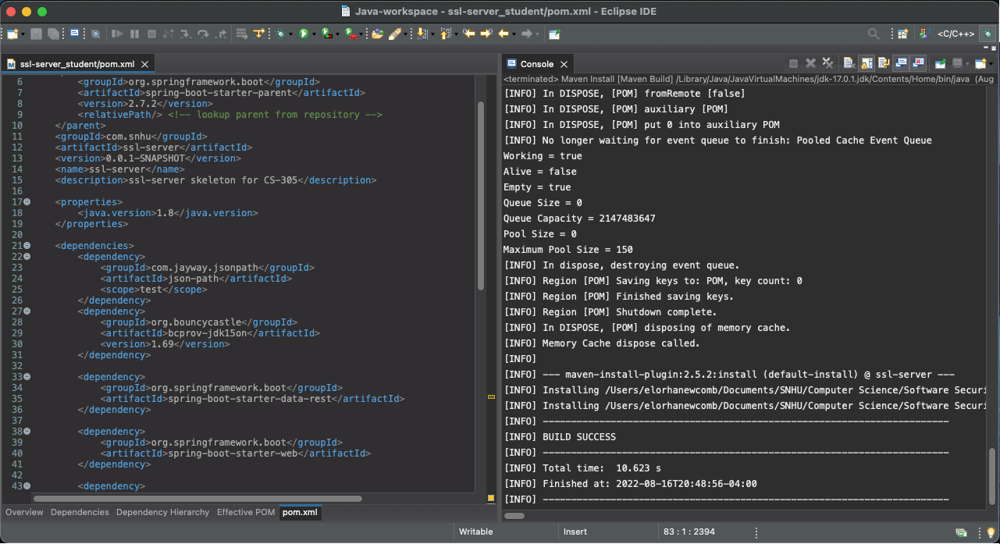 Java-workspace - ssl-server_student/pom.xml - Eclipse IDE
<C/C++>
ssl-server_student/pom.xml
6 <groupId>org.springframework.boot</groupId>
7 <artifactId>spring-boot-starter-parent</artifactId>
8 <version>2.7.2</version>
9 <relativePath/> <!-- lookup parent from repository -->
10 </parent>
11 <groupId>com.snhu</groupId>
12 <artifactId>ssl-server</artifactId>
13 <version>0.0.1-SNAPSHOT</version>
14 <name>ssl-server</name>
15 <description>ssl-server skeleton for CS-305</description>
16
17 <properties>
18 <java.version>1.8</java.version>
19 </properties>
20
21 <dependencies>
22 <dependency>
23 <groupId>com.jayway.jsonpath</groupId>
24 <artifactId>json-path</artifactId>
25 <scope>test</scope>
26 </dependency>
27 <dependency>
28 <groupId>org.bouncycastle</groupId>
29 <artifactId>bcprov-jdk15on</artifactId>
30 <version>1.69</version>
31 </dependency>
32
33 <dependency>
34 <groupId>org.springframework.boot</groupId>
35 <artifactId>spring-boot-starter-data-rest</artifactId>
36 </dependency>
37
38 <dependency>
39 <groupId>org.springframework.boot</groupId>
40 <artifactId>spring-boot-starter-web</artifactId>
41 </dependency>
42
43 <dependency>
Overview Dependencies Dependency Hierarchy Effective POM pom.xml
Console
<terminated> Maven Install [Maven Build] /Library/Java/JavaVirtualMachines/jdk-17.0.1.jdk/Contents/Home/bin/java (Aug
[INFO] In DISPOSE, [POM] fromRemote [false]
[INFO] In DISPOSE, [POM] auxiliary [POM]
[INFO] In DISPOSE, [POM] put 0 into auxiliary POM
[INFO] No longer waiting for event queue to finish: Pooled Cache Event Queue
Working = true
Alive = false
Empty = true
Queue Size = 0
Queue Capacity = 2147483647
Pool Size = 0
Maximum Pool Size = 150
[INFO] In dispose, destroying event queue.
[INFO] Region [POM] Saving keys to: POM, key count: 0
[INFO] Region [POM] Finished saving keys.
[INFO] Region [POM] Shutdown complete.
[INFO] In DISPOSE, [POM] disposing of memory cache.
[INFO] Memory Cache dispose called.
[INFO]
[INFO] --- maven-install-plugin:2.5.2:install (default-install) @ ssl-server ---
[INFO] Installing /Users/elorhanewcomb/Documents/SNHU/Computer Science/Software Securi
[INFO] Installing /Users/elorhanewcomb/Documents/SNHU/Computer Science/Software Securi
[INFO] ------------------------------------------------------------------------
[INFO] BUILD SUCCESS
[INFO] ------------------------------------------------------------------------
[INFO] Total time:  10.623 s
[INFO] Finished at: 2022-08-16T20:48:56-04:00
[INFO] ------------------------------------------------------------------------
Writable Insert 83 : 1 : 2394